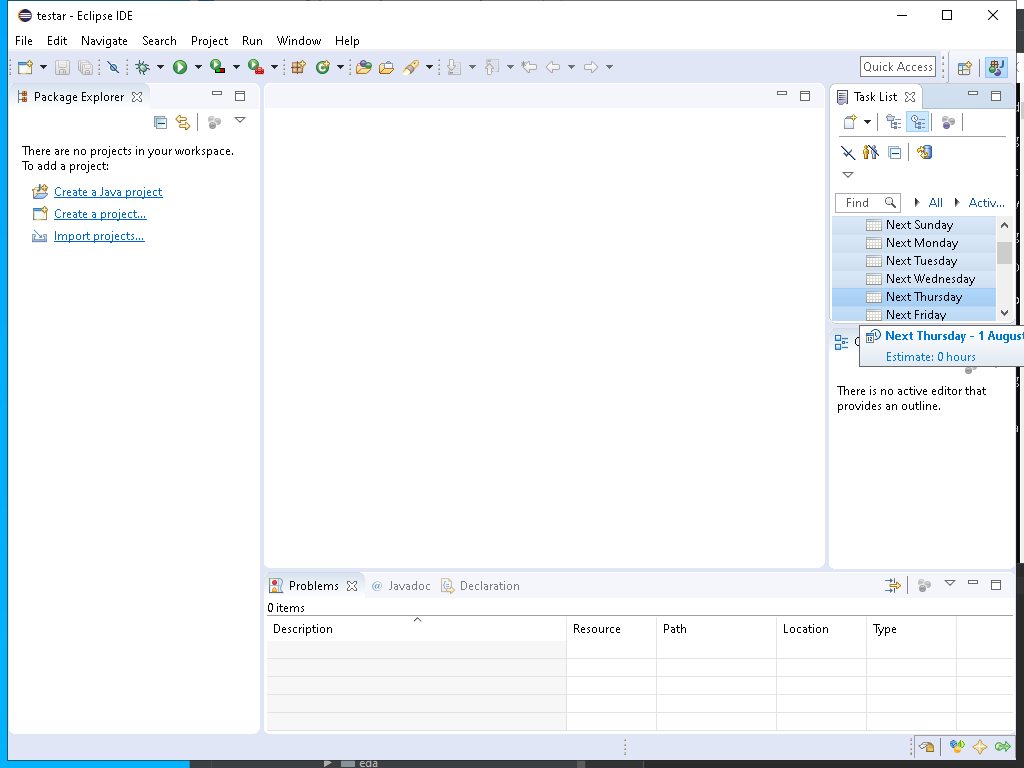 testar - Eclipse IDE
File Edit Navigate Search Project Run Window Help
Quick Access
Package Explorer
There are no projects in your workspace.
To add a project:
Create a Java project
Create a project...
Import projects...
Task List
Find All Activ...
Next Sunday
Next Monday
Next Tuesday
Next Wednesday
Next Thursday
Next Friday
Next Thursday - 1 August
Estimate: 0 hours
There is no active editor that
provides an outline.
Problems @ Javadoc Declaration
0 items
Description Resource Path Location Type
eda